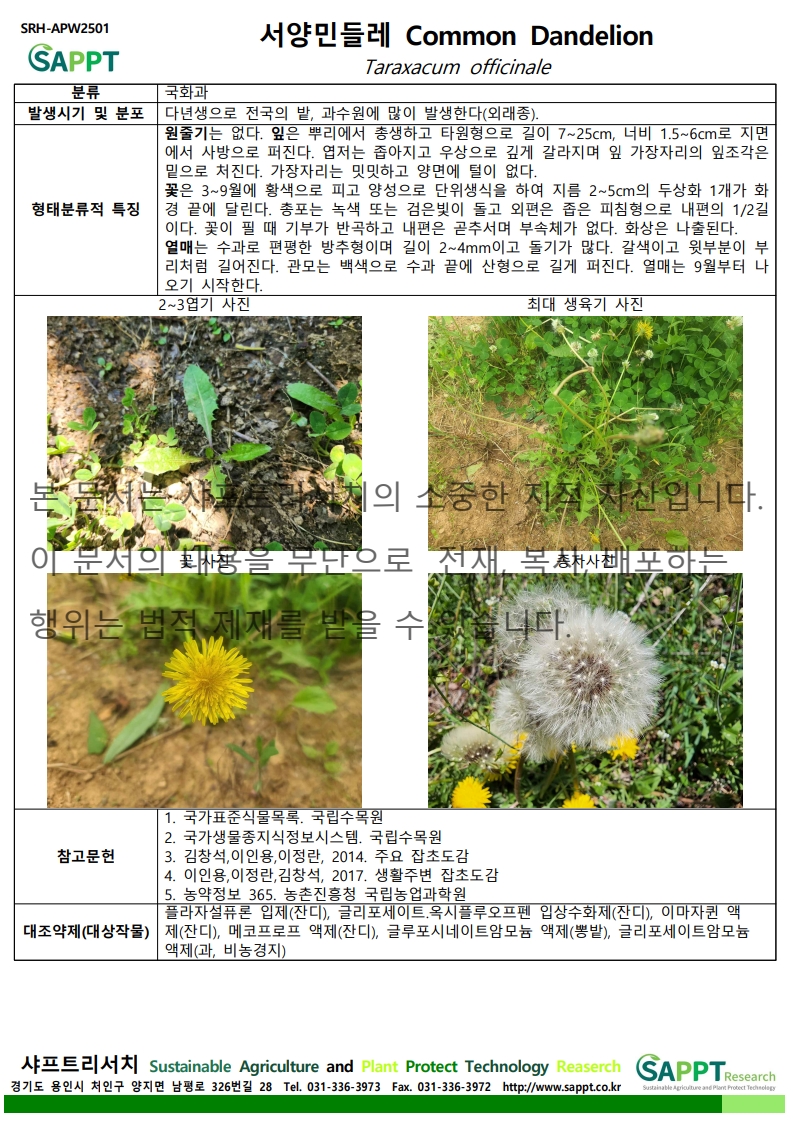 SRH-APW2501
서양민들레 Common Dandelion
SAPPT
Taraxacum officinale
분류
국화과
발생시기 및 분포
다년생으로 전국의 밭, 과수원에 많이 발생한다(외래종).
형태분류적 특징
원줄기는 없다. 잎은 뿌리에서 총생하고 타원형으로 길이 7~25cm, 너비 1.5~6cm로 지면
에서 사방으로 퍼진다. 엽저는 좁아지고 우상으로 깊게 갈라지며 잎 가장자리의 잎조각은
밑으로 처진다. 가장자리는 밋밋하고 양면에 털이 없다.
꽃은 3~9월에 황색으로 피고 양성으로 단위생식을 하여 지름 2~5cm의 두상화 1개가 화
경 끝에 달린다. 총포는 녹색 또는 검은빛이 돌고 외편은 좁은 피침형으로 내편의 1/2길
이다. 꽃이 필 때 기부가 반곡하고 내편은 곧추서며 부속체가 없다. 화상은 나출된다.
열매는 수과로 편평한 방추형이며 길이 2~4mm이고 돌기가 많다. 갈색이고 윗부분이 부
리처럼 길어진다. 관모는 백색으로 수과 끝에 산형으로 길게 퍼진다. 열매는 9월부터 나
오기 시작한다.
2~3엽기 사진
최대 생육기 사진
본 문서는 샤프트리서치의 소중한 지적 자산입니다.
이 문서의 내용을 무단으로 전재, 복사, 배포하는
행위는 법적 제재를 받을 수 있습니다.
꽃 사진
종자사진
참고문헌
1. 국가표준식물목록. 국립수목원
2. 국가생물종지식정보시스템. 국립수목원
3. 김창석,이인용,이정란, 2014. 주요 잡초도감
4. 이인용,이정란,김창석, 2017. 생활주변 잡초도감
5. 농약정보 365. 농촌진흥청 국립농업과학원
대조약제(대상작물)
플라자설퓨론 입제(잔디), 글리포세이트.옥시플루오프펜 입상수화제(잔디), 이마자퀸 액
제(잔디), 메코프로프 액제(잔디), 글루포시네이트암모늄 액제(뽕밭), 글리포세이트암모늄
액제(과, 비농경지)
샤프트리서치 Sustainable Agriculture and Plant Protect Technology Reaserch
SAPPT Research
Sustainable Agriculture and Plant Protect Technology
경기도 용인시 처인구 양지면 남평로 326번길 28 Tel. 031-336-3973 Fax. 031-336-3972 http://www.sappt.co.kr